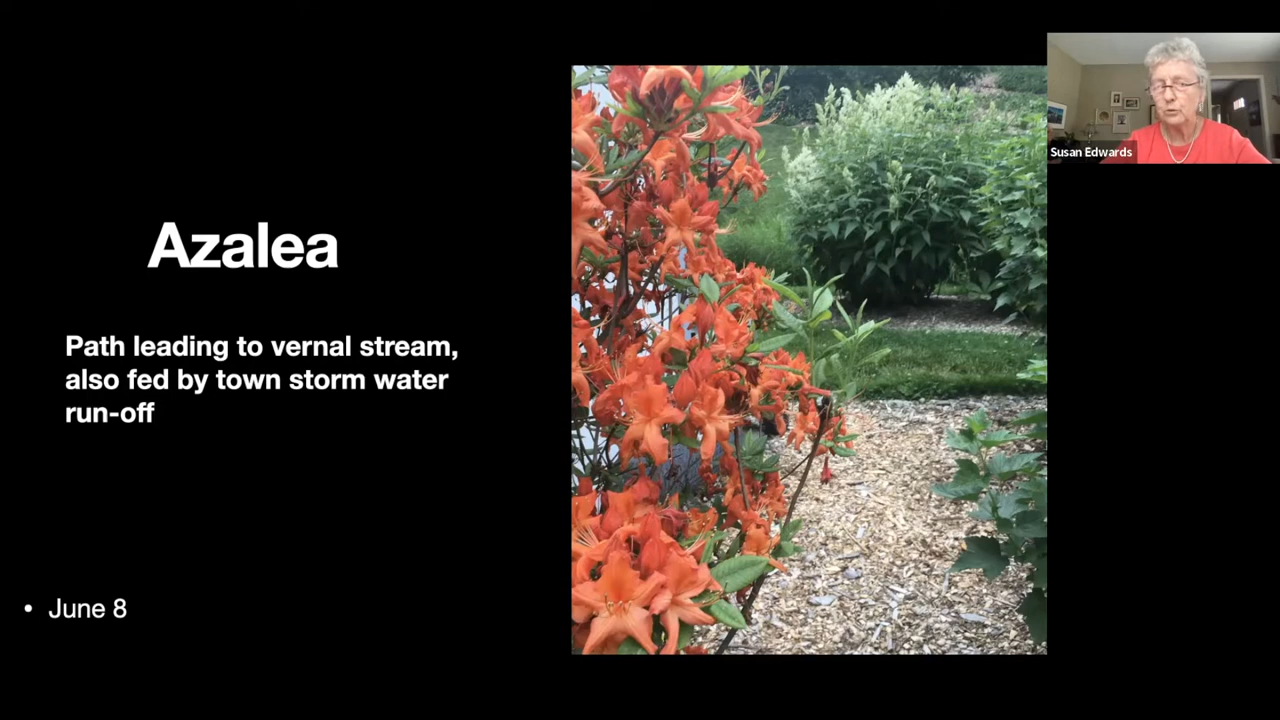 Azalea
Path leading to vernal stream,
also fed by town storm water
run-off
• June 8
Susan Edwards